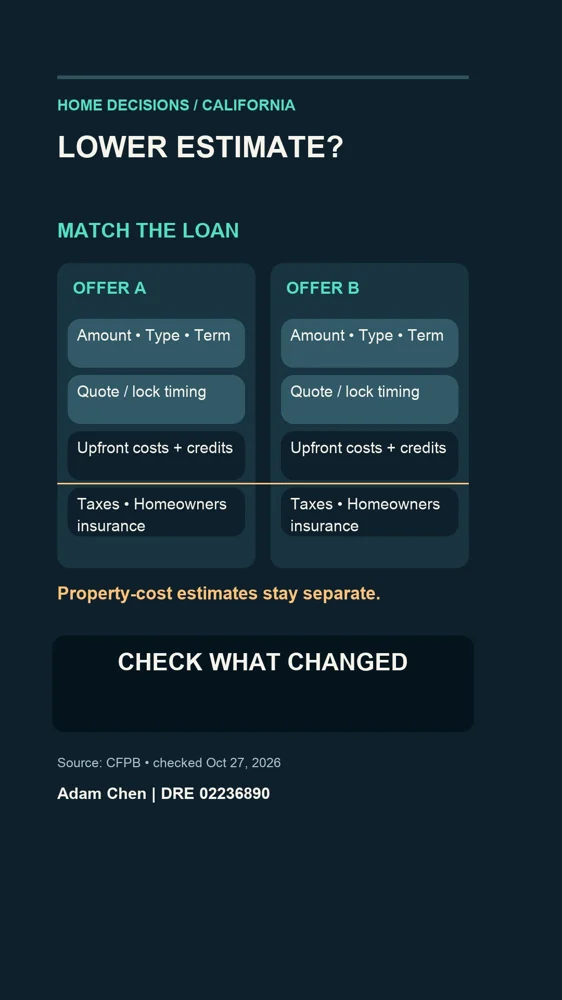 HOME DECISIONS / CALIFORNIA
LOWER ESTIMATE?
MATCH THE LOAN
OFFER A
Amount • Type • Term
Quote / lock timing
Upfront costs + credits
Taxes • Homeowners
insurance
OFFER B
Amount • Type • Term
Quote / lock timing
Upfront costs + credits
Taxes • Homeowners
insurance
Property-cost estimates stay separate.
CHECK WHAT CHANGED
Source: CFPB • checked Oct 27, 2026
Adam Chen | DRE 02236890